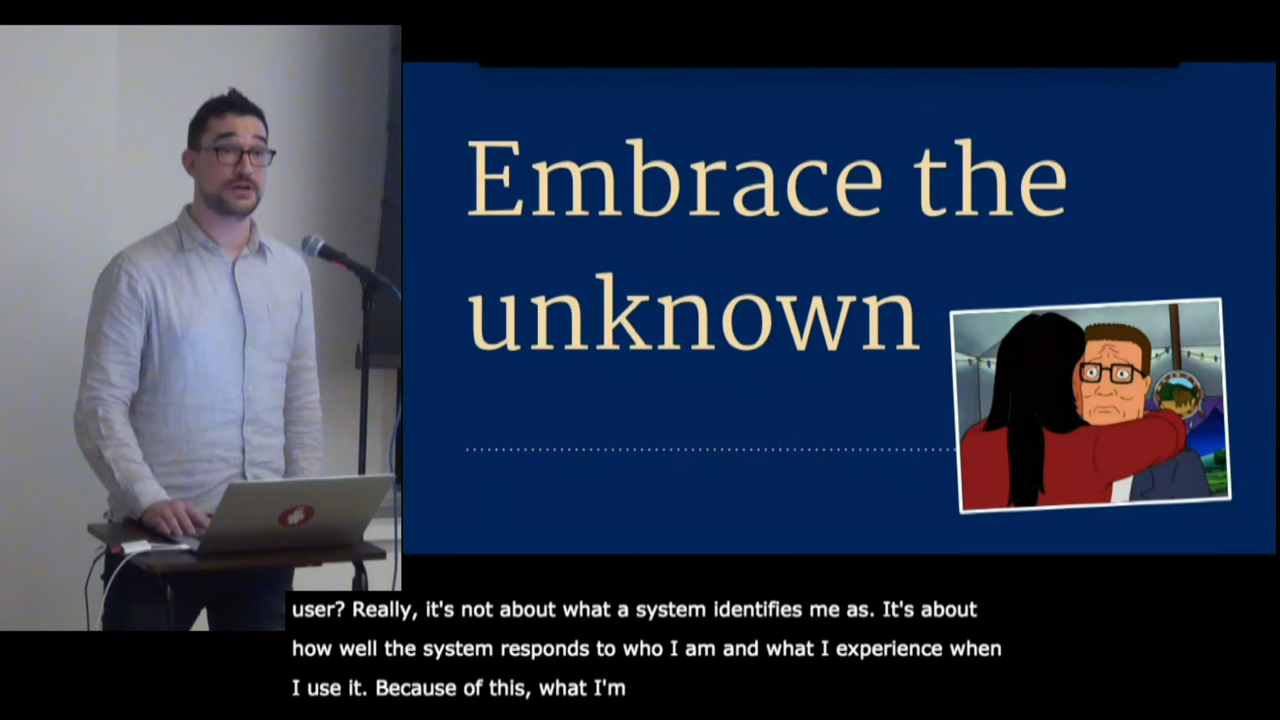 Embrace the
unknown
user? Really, it's not about what a system identifies me as. It's about
how well the system responds to who I am and what I experience when
I use it. Because of this, what I'm